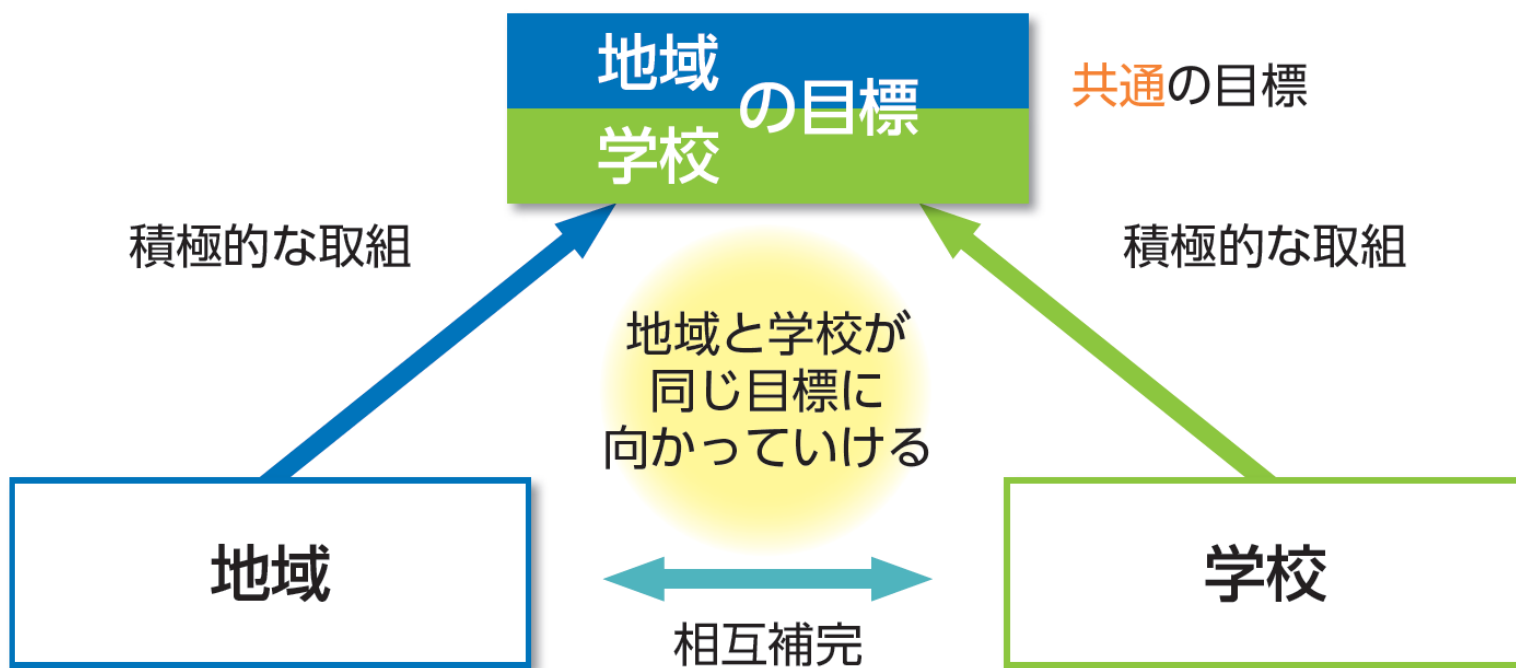 地域
学校
の目標
共通の目標
積極的な取組
積極的な取組
地域と学校が
同じ目標に
向かっていける
地域
学校
相互補完